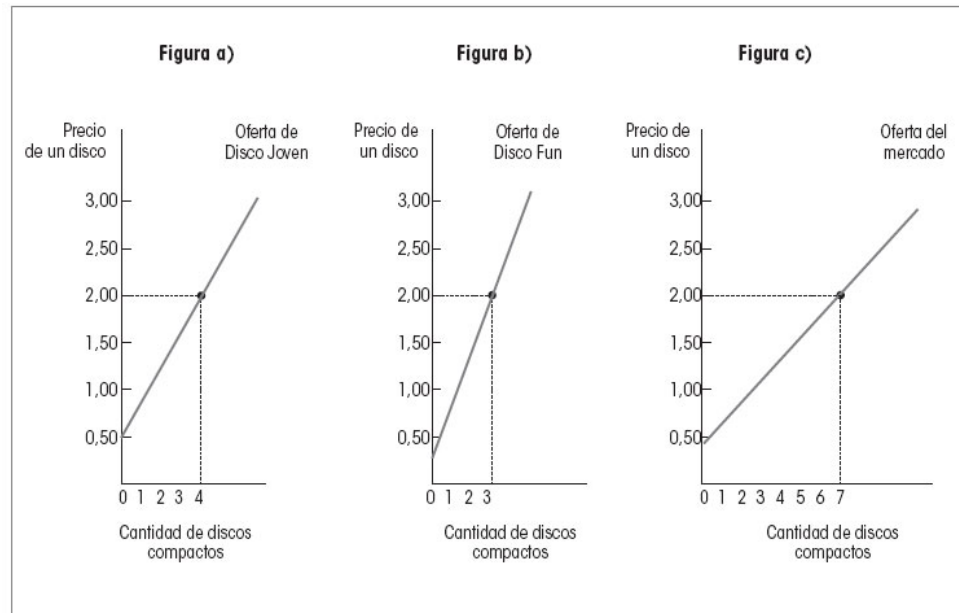 Figura a)
Figura b)
Figura c)
Precio
de un disco
Oferta de
Disco Joven
3,00
2,50
2,00
1,50
1,00
0,50
0 1 2 3 4
Cantidad de discos
compactos
Precio de
un disco
Oferta de
Disco Fun
3,00
2,50
2,00
1,50
1,00
0,50
0 1 2 3
Cantidad de discos
compactos
Precio de
un disco
Oferta del
mercado
3,00
2,50
2,00
1,50
1,00
0,50
0 1 2 3 4 5 6 7
Cantidad de discos
compactos